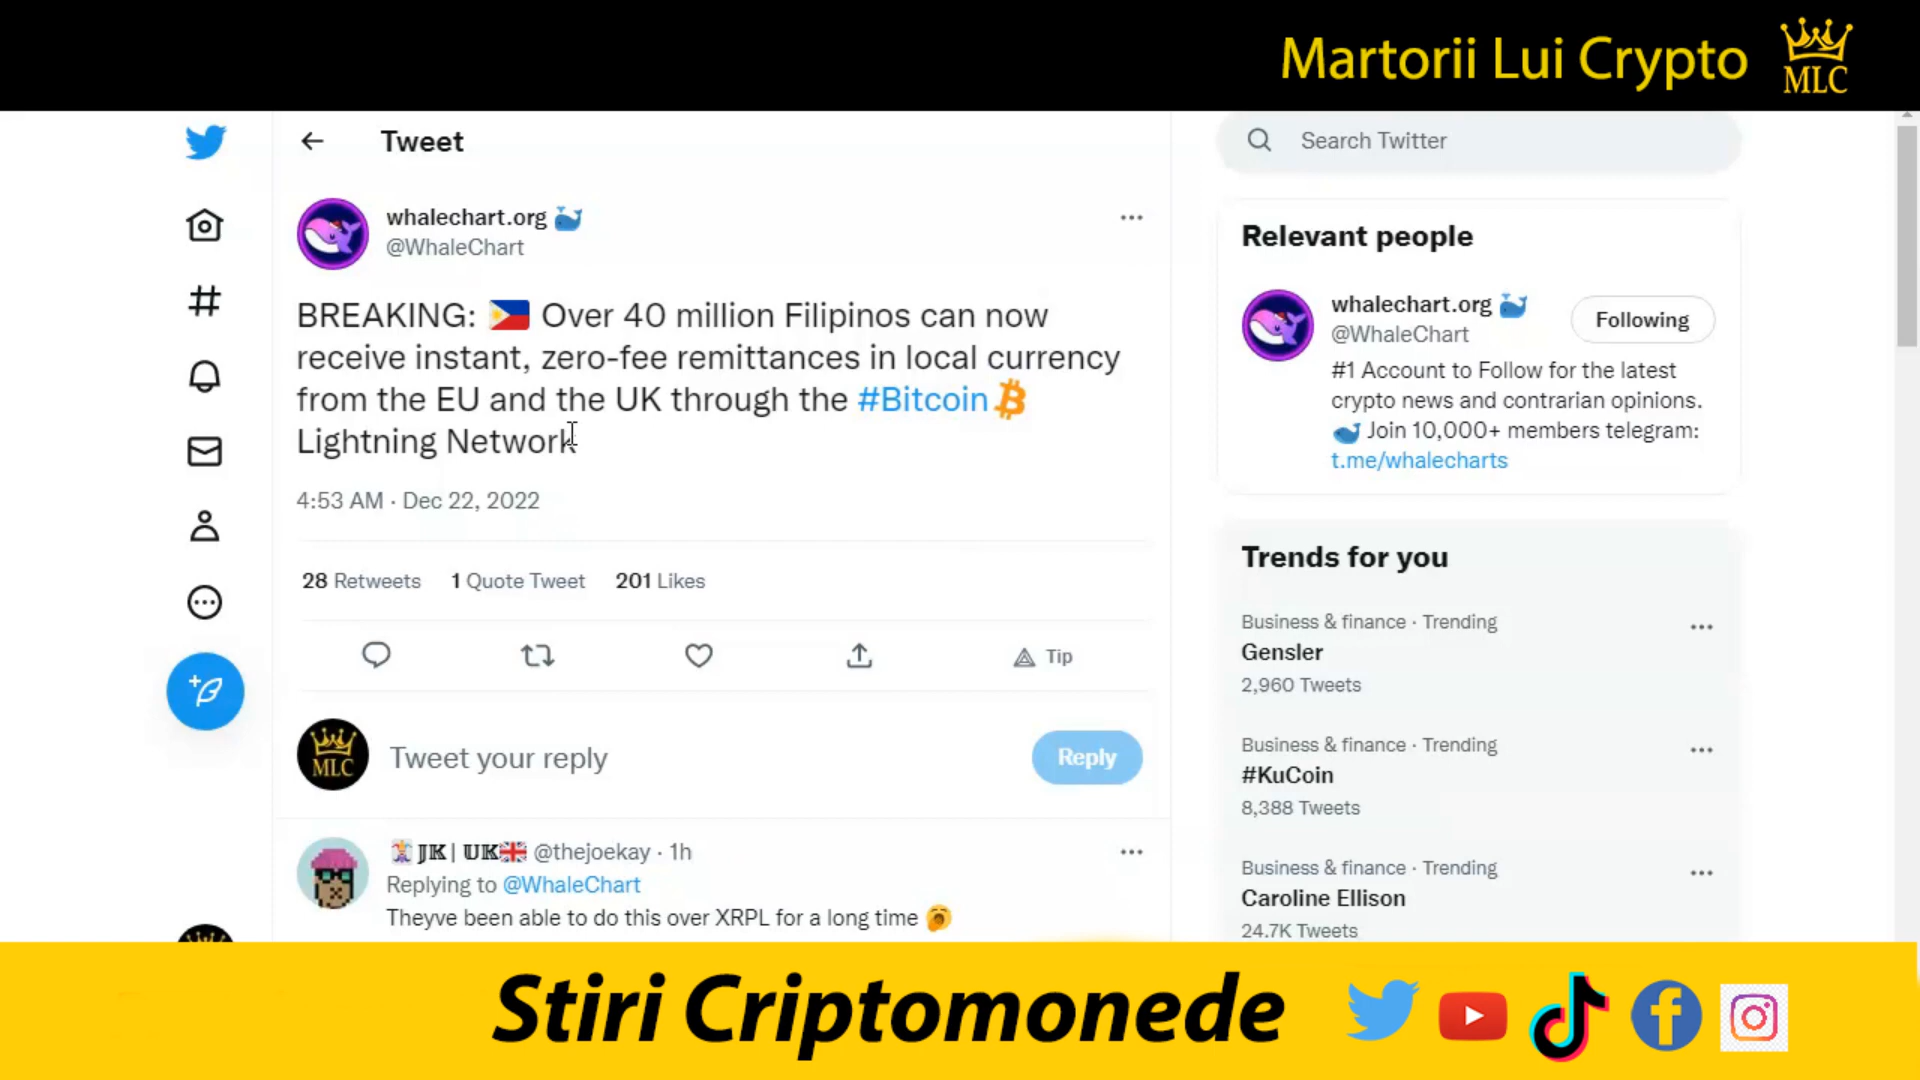 Martorii Lui Crypto
MLC
Tweet
Search Twitter
whalechart.org
@WhaleChart
BREAKING: Over 40 million Filipinos can now
receive instant, zero-fee remittances in local currency
from the EU and the UK through the #Bitcoin
Lightning Network
4:53 AM · Dec 22, 2022
28 Retweets 1 Quote Tweet 201 Likes
Tip
MLC
Tweet your reply
Reply
JK | UK @thejoekay · 1h
Replying to @WhaleChart
Theyve been able to do this over XRPL for a long time
Relevant people
whalechart.org
@WhaleChart
Following
#1 Account to Follow for the latest
crypto news and contrarian opinions.
Join 10,000+ members telegram:
t.me/whalecharts
Trends for you
Business & finance · Trending
Gensler
2,960 Tweets
Business & finance · Trending
#KuCoin
8,388 Tweets
Business & finance · Trending
Caroline Ellison
24.7K Tweets
Stiri Criptomonede